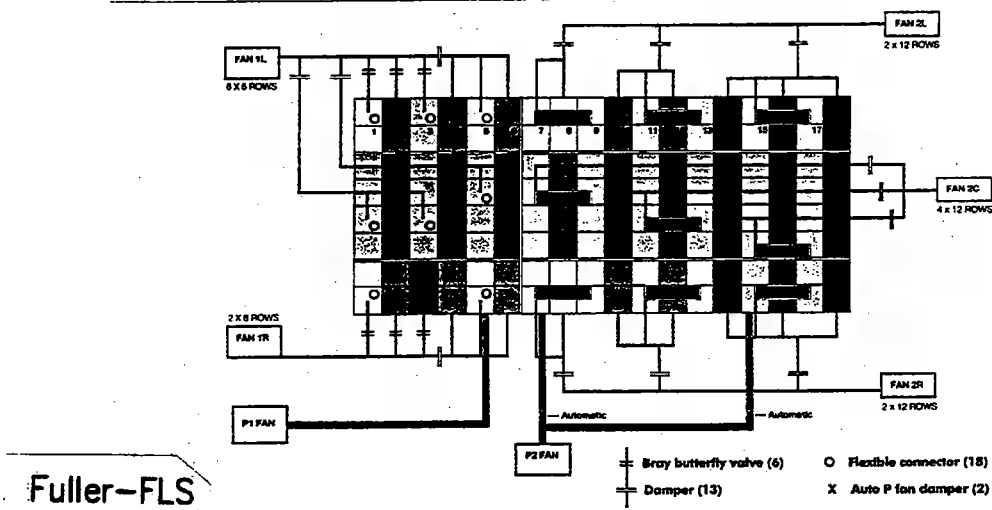 FAN 2L
2 x 12 ROWS
FAN 1L
6 X 6 ROWS
1 3 5 7 8 9 11 13 15 17
FAN 2C
4 x 12 ROWS
2 X 6 ROWS
FAN 1R
FAN 2R
2 x 12 ROWS
P1 FAN
Automatic
Automatic
P2 FAN
Bray butterfly valve (6)
Flexible connector (18)
Damper (13)
X Auto P fan damper (2)
Fuller-FLS